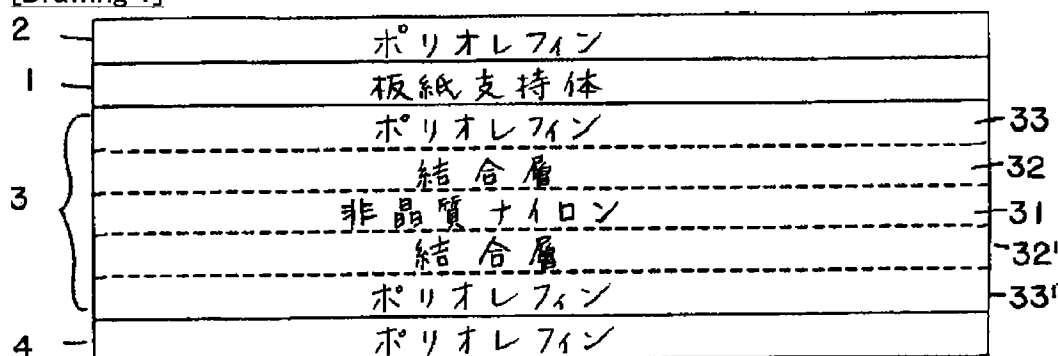 2 ポリオレフィン
1 板紙支持体
ポリオレフィン 33
結合層 32
3 非晶質ナイロン 31
結合層 32'
ポリオレフィン 33'
4 ポリオレフィン